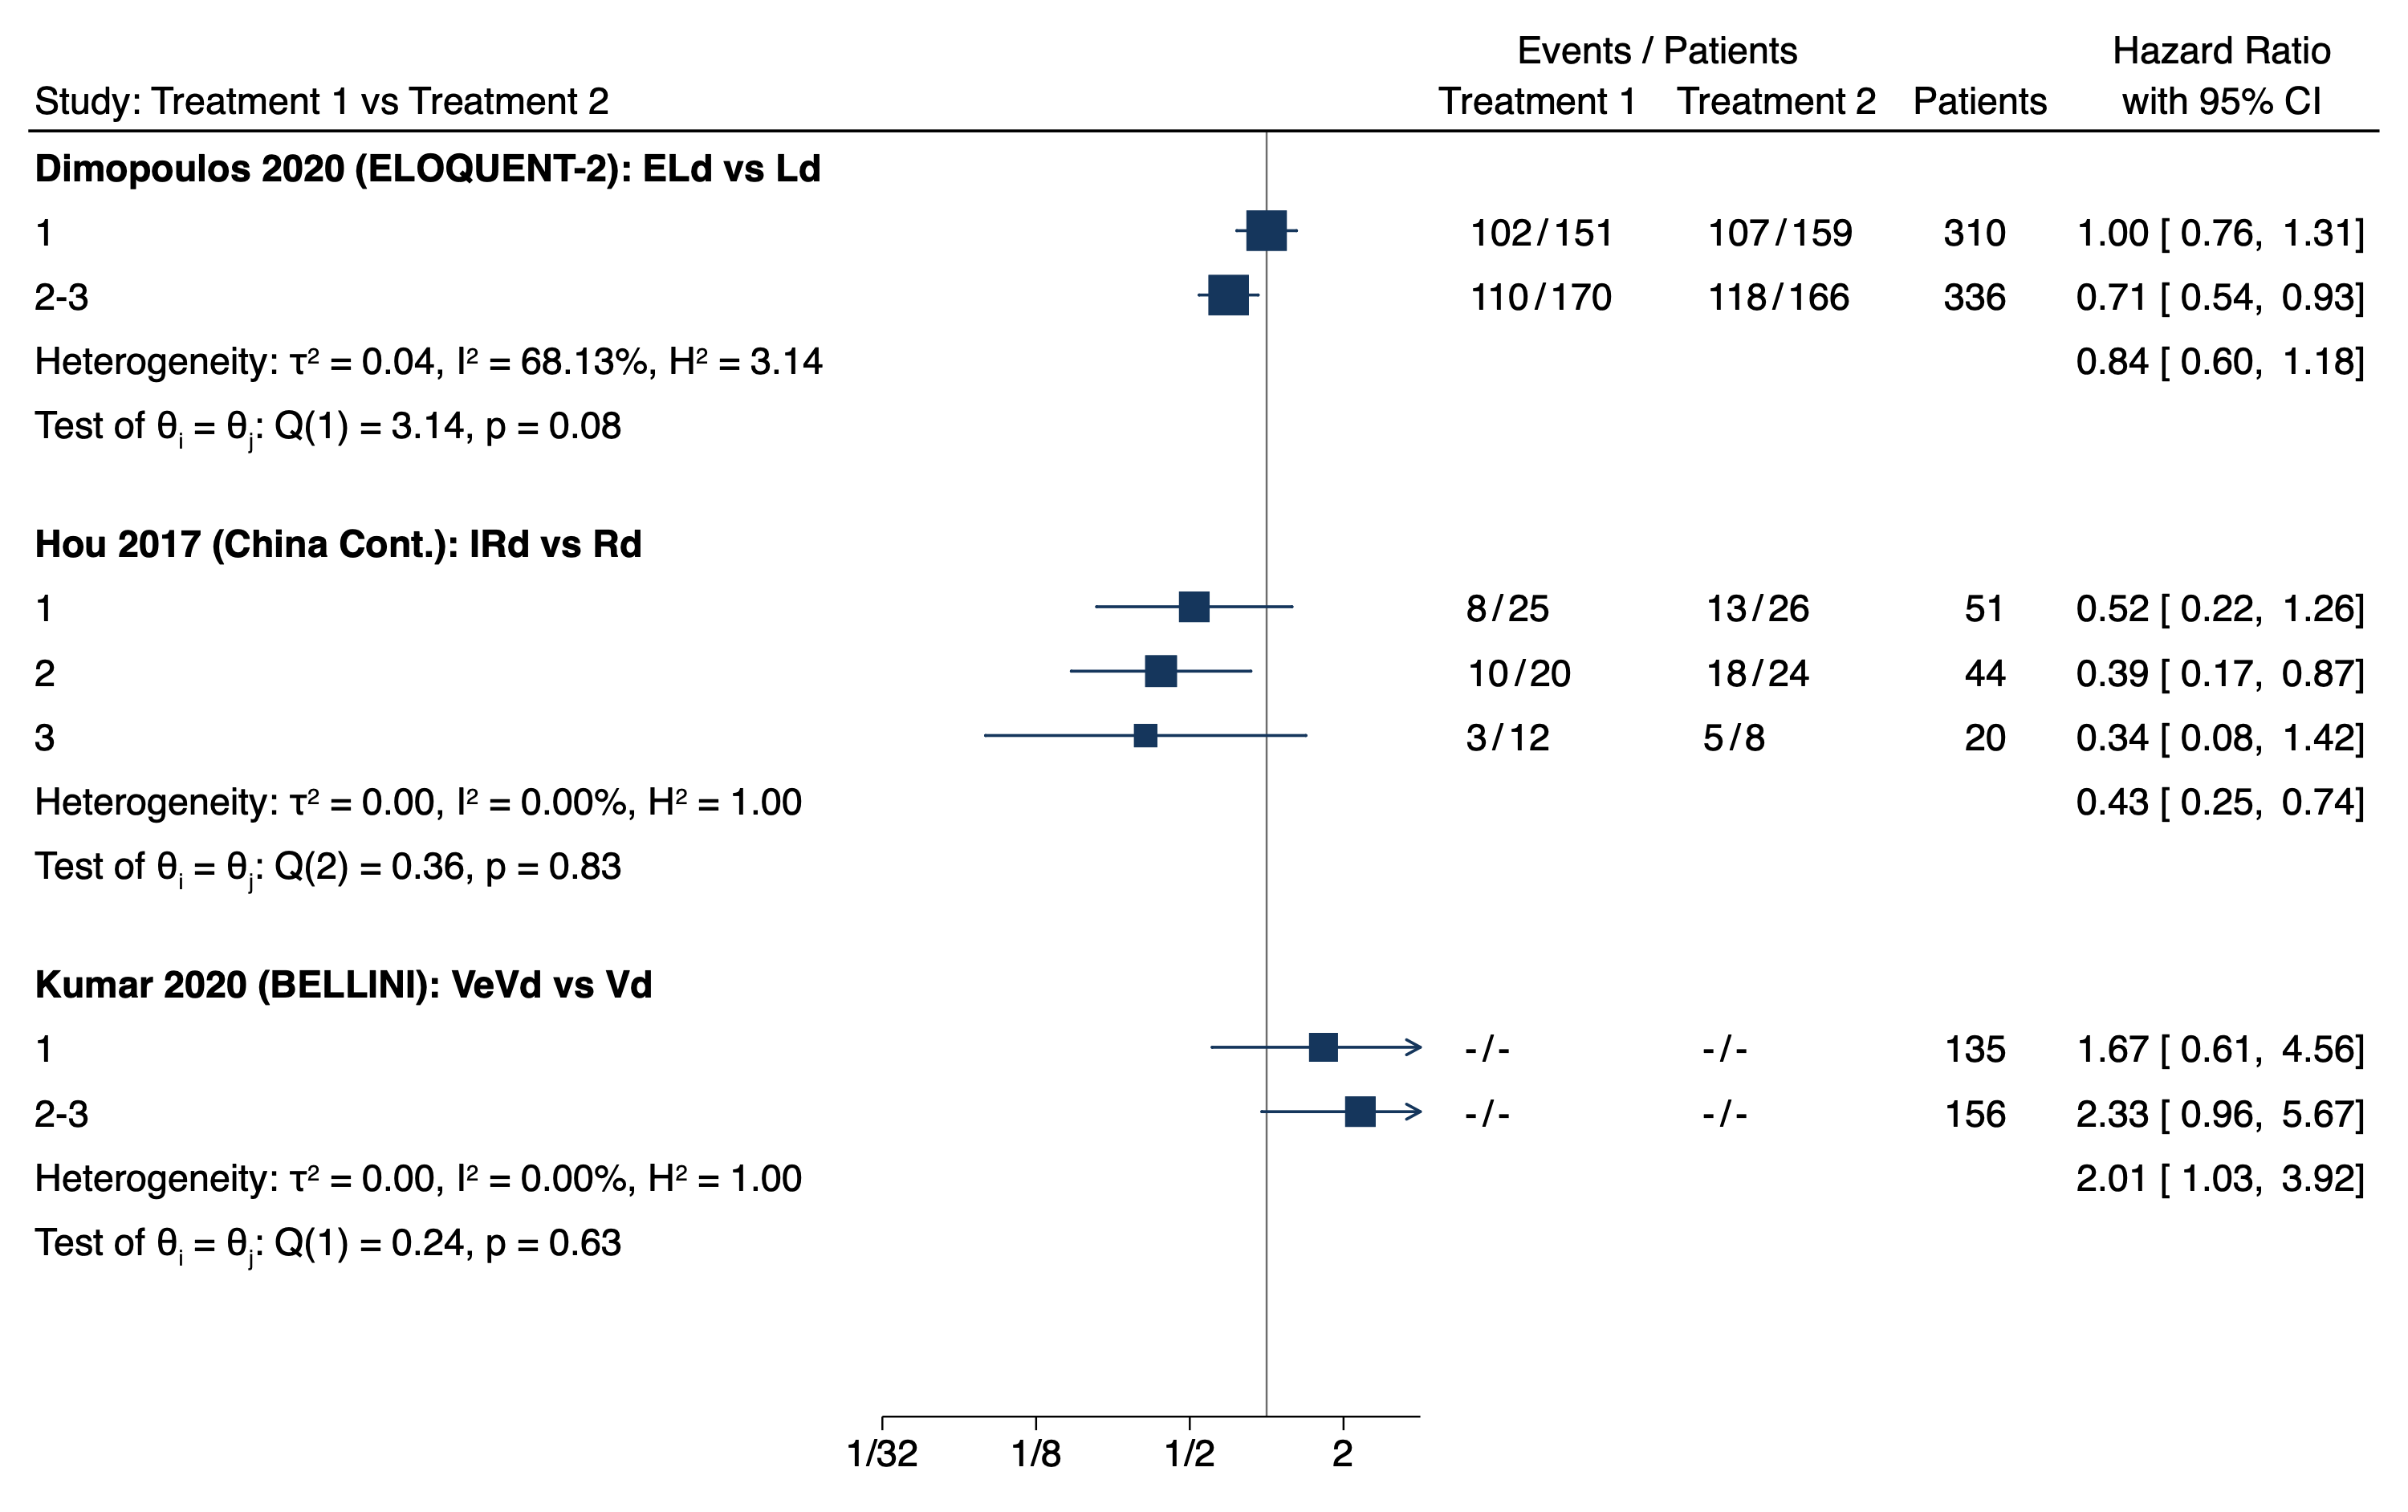 Events / Patients Hazard Ratio
Study: Treatment 1 vs Treatment 2 Treatment 1 Treatment 2 Patients with 95% CI
Dimopoulos 2020 (ELOQUENT-2): ELd vs Ld
1 102/151 107/159 310 1.00 [ 0.76, 1.31]
2-3 110/170 118/166 336 0.71 [ 0.54, 0.93]
Heterogeneity: τ² = 0.04, I² = 68.13%, H² = 3.14 0.84 [ 0.60, 1.18]
Test of θi = θj: Q(1) = 3.14, p = 0.08
Hou 2017 (China Cont.): IRd vs Rd
1 8/25 13/26 51 0.52 [ 0.22, 1.26]
2 10/20 18/24 44 0.39 [ 0.17, 0.87]
3 3/12 5/8 20 0.34 [ 0.08, 1.42]
Heterogeneity: τ² = 0.00, I² = 0.00%, H² = 1.00 0.43 [ 0.25, 0.74]
Test of θi = θj: Q(2) = 0.36, p = 0.83
Kumar 2020 (BELLINI): VeVd vs Vd
1 -/- -/- 135 1.67 [ 0.61, 4.56]
2-3 -/- -/- 156 2.33 [ 0.96, 5.67]
Heterogeneity: τ² = 0.00, I² = 0.00%, H² = 1.00 2.01 [ 1.03, 3.92]
Test of θi = θj: Q(1) = 0.24, p = 0.63
1/32 1/8 1/2 2